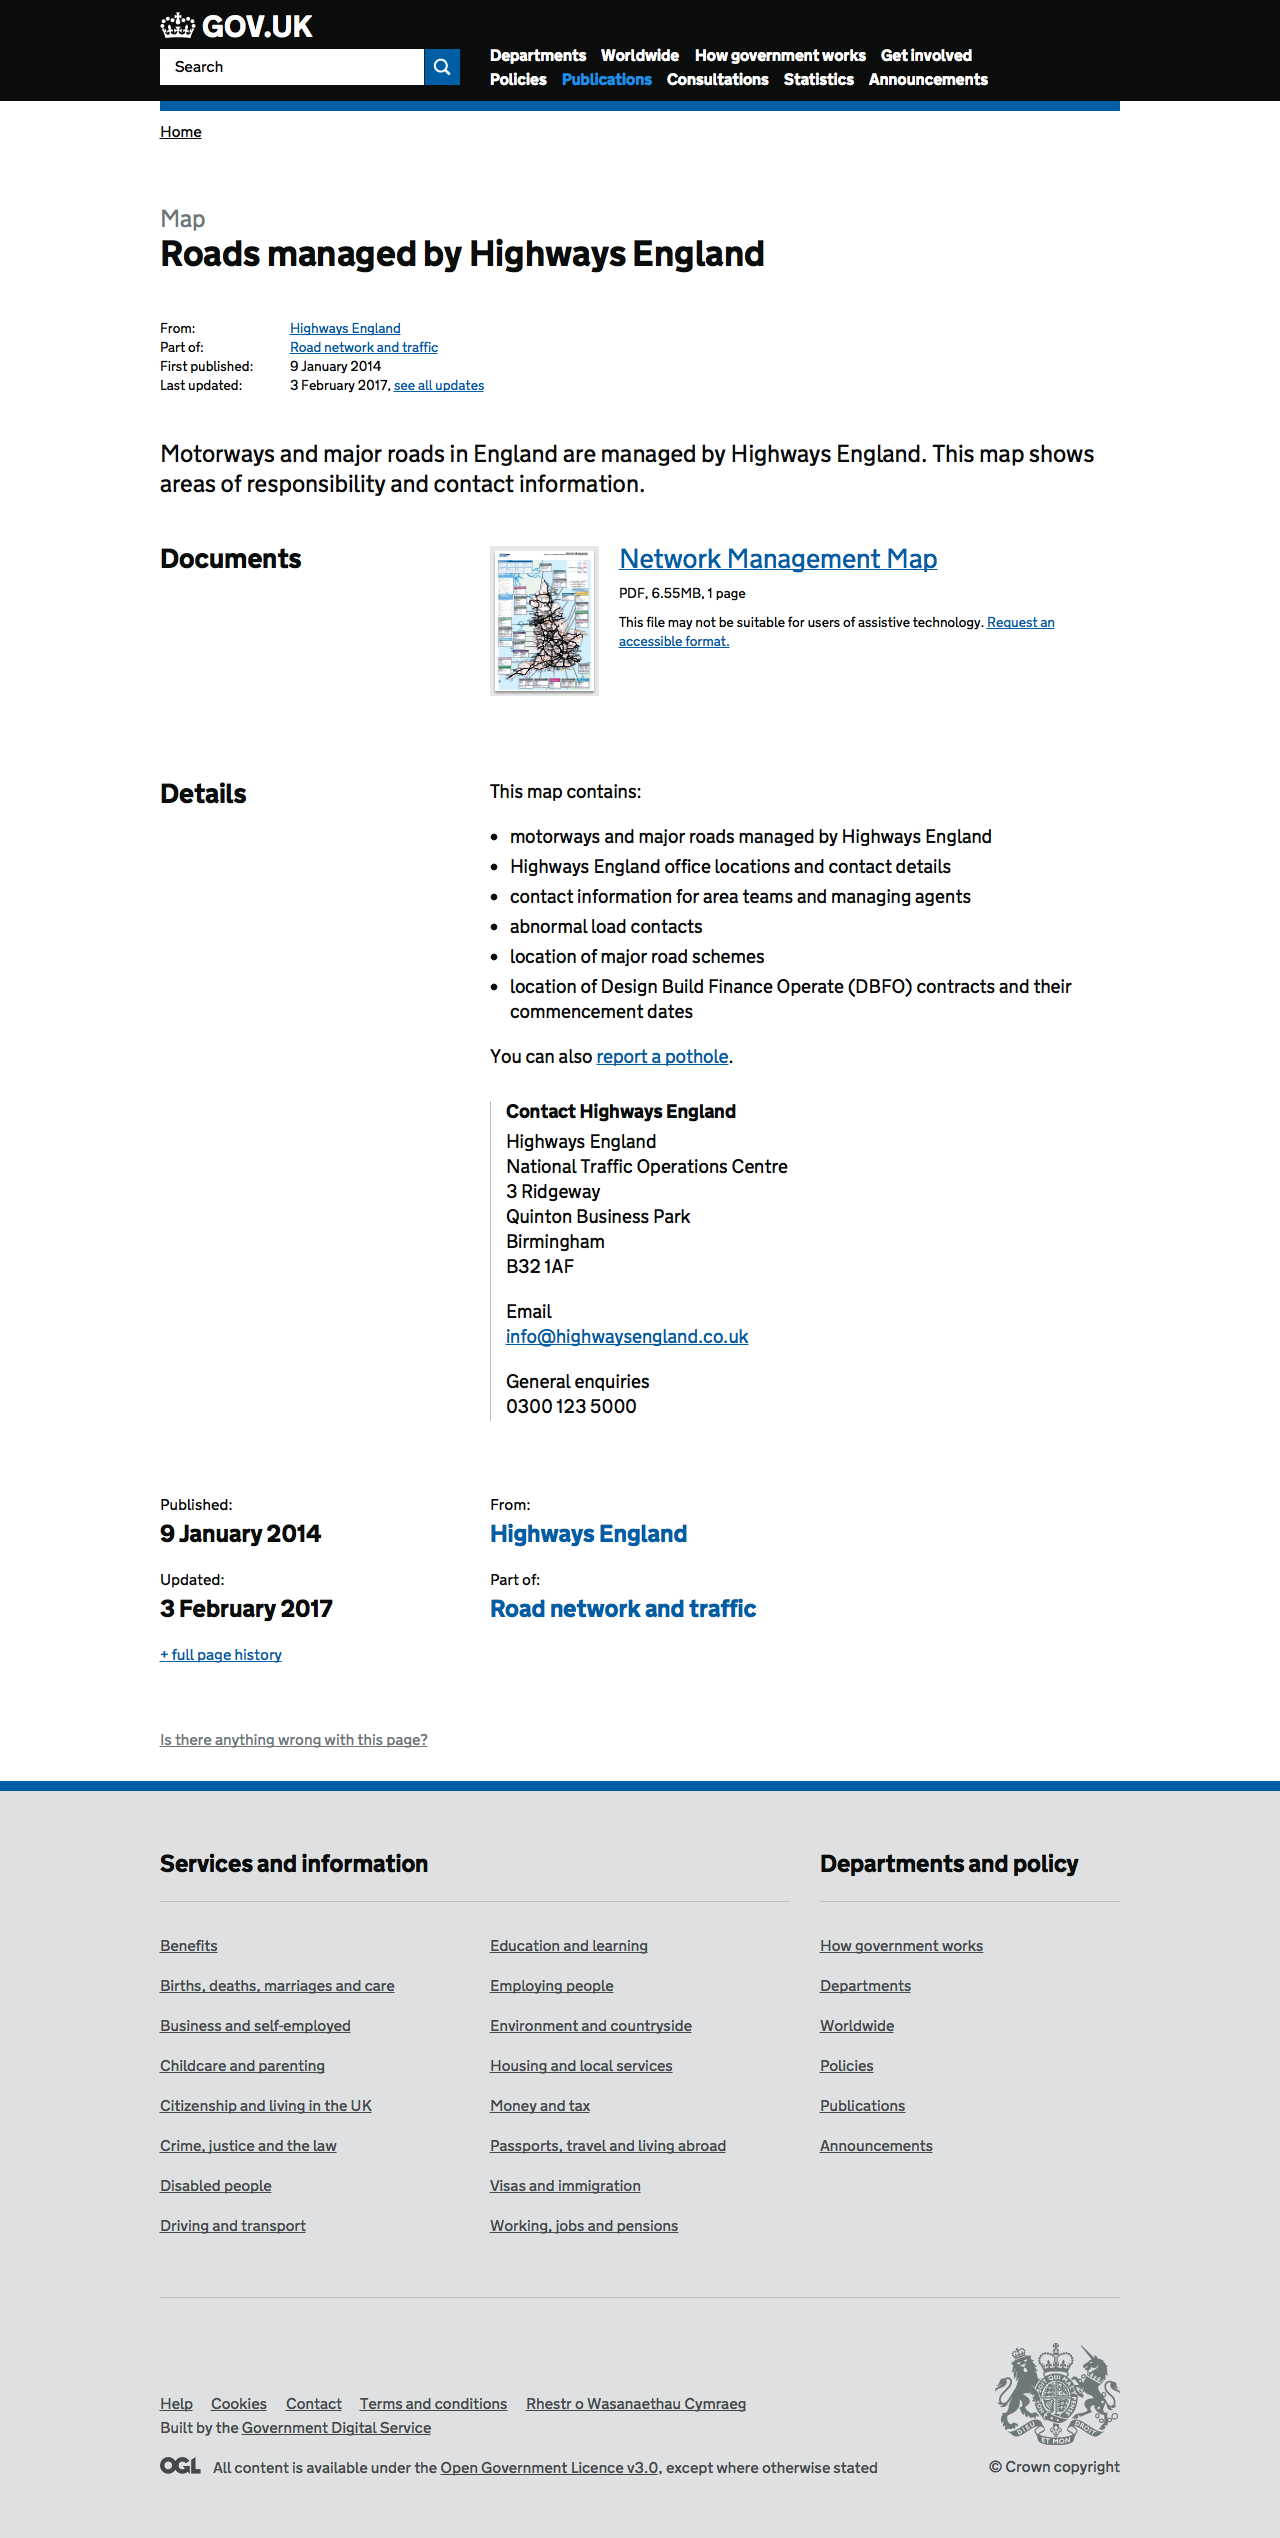 GOV.UK
Search
Departments Worldwide How government works Get involved
Policies Publications Consultations Statistics Announcements
Home
Map
Roads managed by Highways England
From: Highways England
Part of: Road network and traffic
First published: 9 January 2014
Last updated: 3 February 2017, see all updates
Motorways and major roads in England are managed by Highways England. This map shows
areas of responsibility and contact information.
Documents
Network Management Map
PDF, 6.55MB, 1 page
This file may not be suitable for users of assistive technology. Request an
accessible format.
Details
This map contains:
• motorways and major roads managed by Highways England
• Highways England office locations and contact details
• contact information for area teams and managing agents
• abnormal load contacts
• location of major road schemes
• location of Design Build Finance Operate (DBFO) contracts and their
commencement dates
You can also report a pothole.
Contact Highways England
Highways England
National Traffic Operations Centre
3 Ridgeway
Quinton Business Park
Birmingham
B32 1AF
Email
info@highwaysengland.co.uk
General enquiries
0300 123 5000
Published:
9 January 2014
From:
Highways England
Updated:
3 February 2017
Part of:
Road network and traffic
+ full page history
Is there anything wrong with this page?
Services and information
Benefits
Births, deaths, marriages and care
Business and self-employed
Childcare and parenting
Citizenship and living in the UK
Crime, justice and the law
Disabled people
Driving and transport
Education and learning
Employing people
Environment and countryside
Housing and local services
Money and tax
Passports, travel and living abroad
Visas and immigration
Working, jobs and pensions
Departments and policy
How government works
Departments
Worldwide
Policies
Publications
Announcements
Help Cookies Contact Terms and conditions Rhestr o Wasanaethau Cymraeg
Built by the Government Digital Service
OGL All content is available under the Open Government Licence v3.0, except where otherwise stated
DIEU ET MON DROIT
© Crown copyright